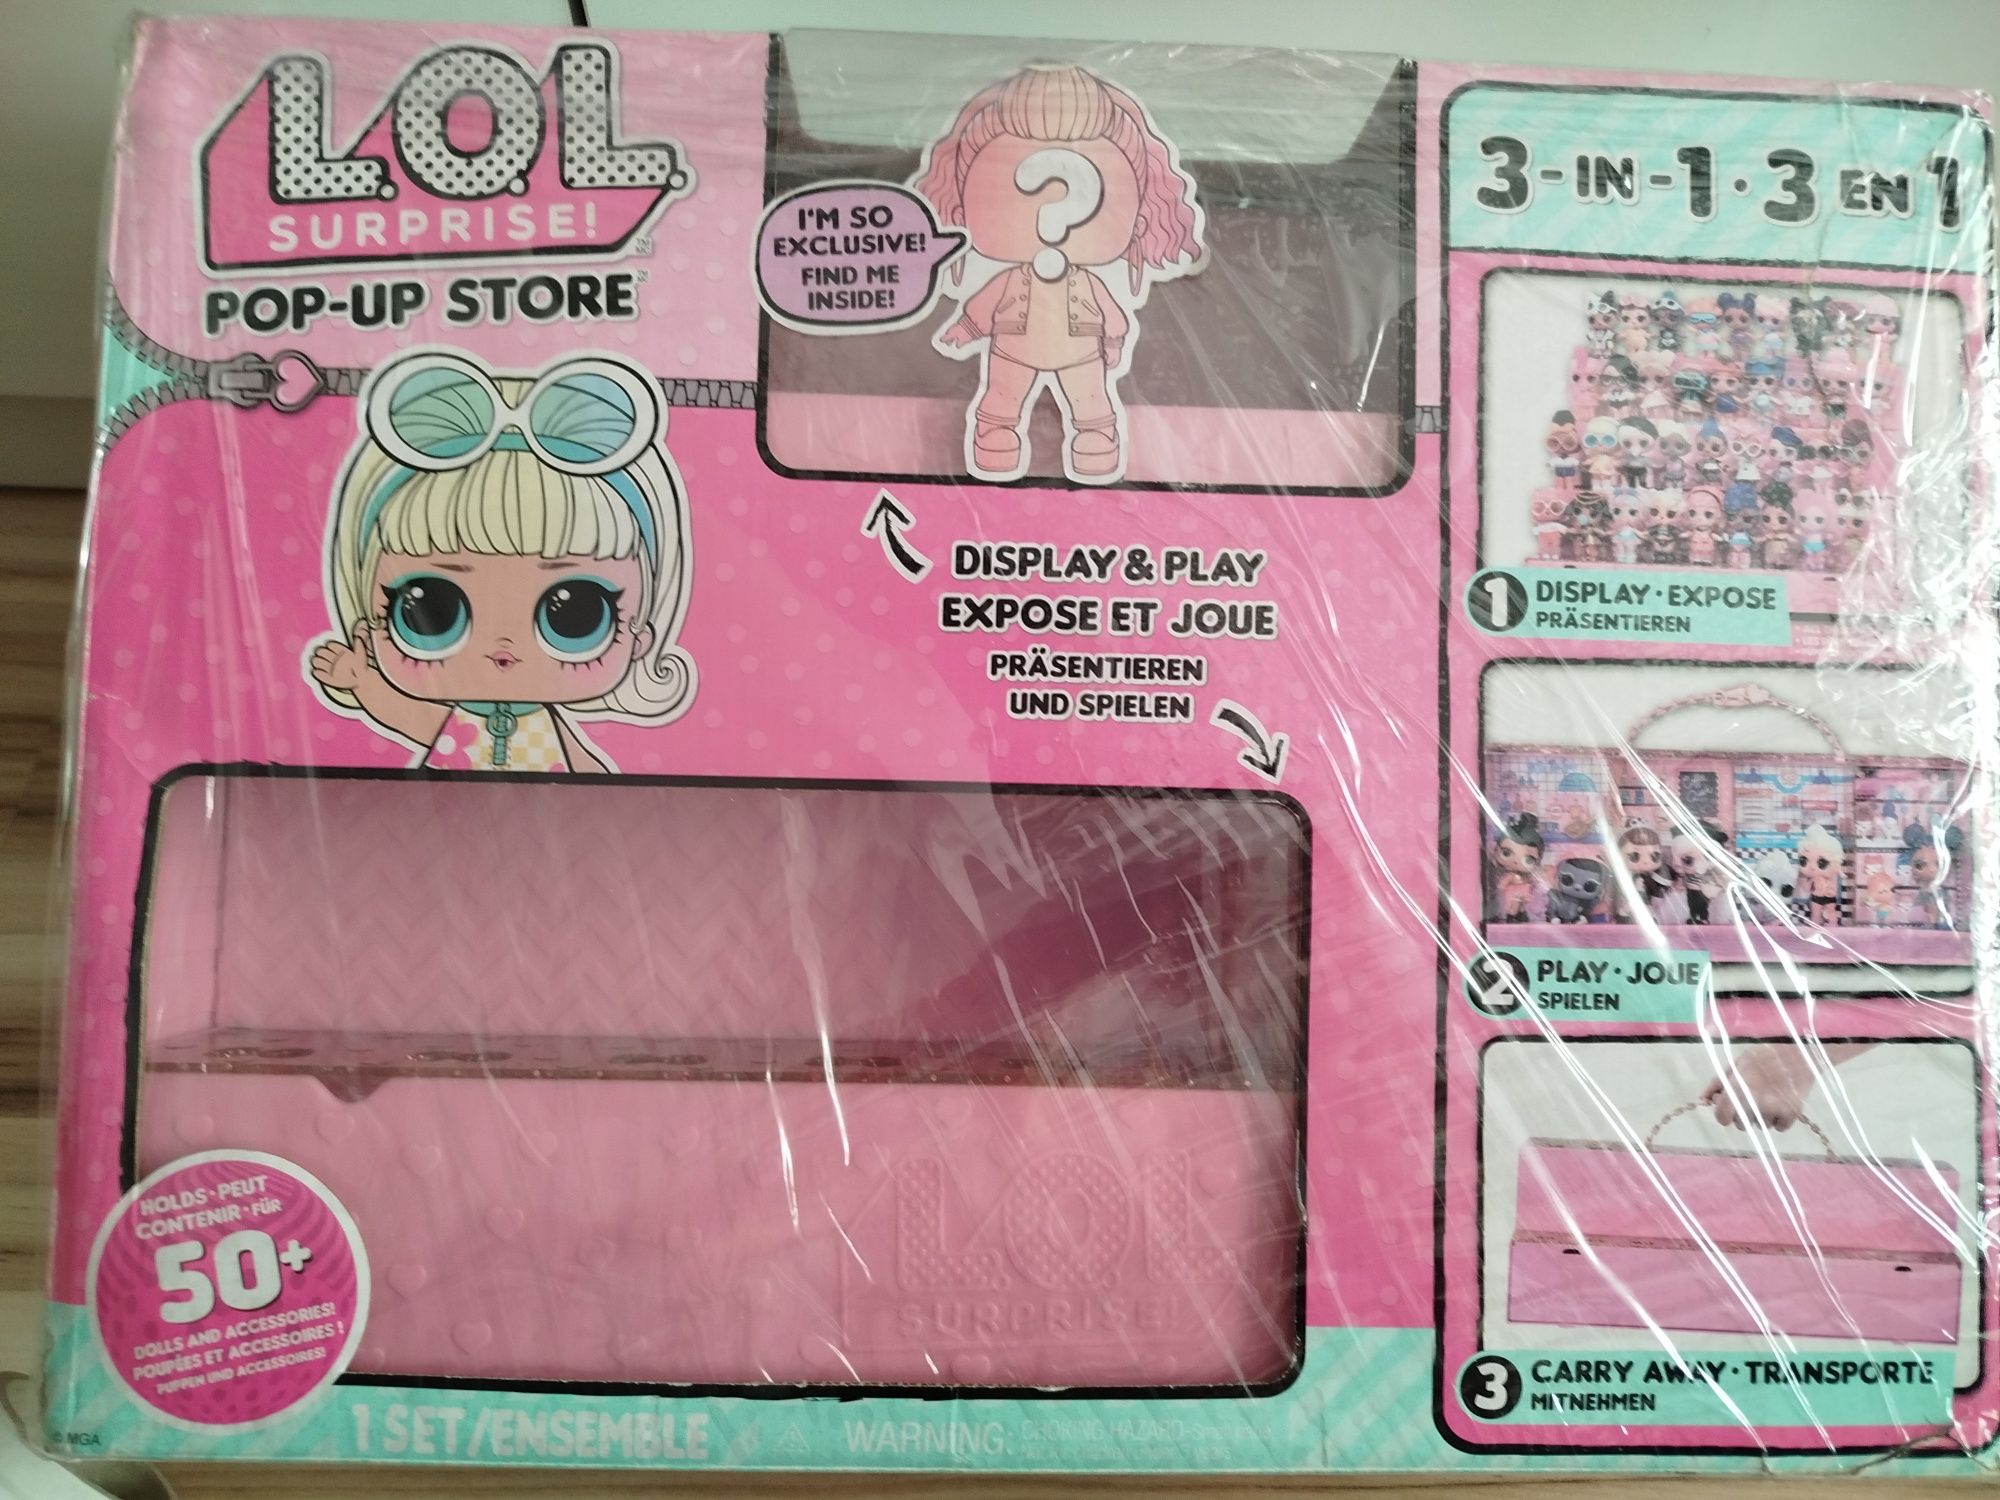 L.O.L.
SURPRISE!
POP-UP STORE
I'M SO
EXCLUSIVE!
FIND ME
INSIDE!
DISPLAY & PLAY
EXPOSE ET JOUE
PRÄSENTIEREN
UND SPIELEN
3-IN-1 · 3 EN 1
1 DISPLAY · EXPOSE
PRÄSENTIEREN
2 PLAY · JOUE
SPIELEN
3 CARRY AWAY · TRANSPORTE
MITNEHMEN
L.O.L
SURPRISE!
HOLDS · PEUT
CONTENIR · FÜR
50+
DOLLS AND ACCESSORIES!
POUPÉES ET ACCESSOIRES !
PUPPEN UND ACCESSOIRES!
© MGA
1 SET/ENSEMBLE
WARNING: CHOKING HAZARD-Small parts